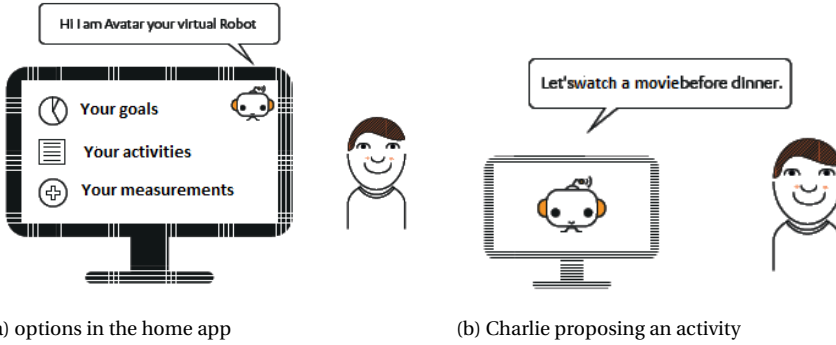 Hi I am Avatar your virtual Robot
Your goals
Your activities
Your measurements
Let'swatch a moviebefore dinner.
) options in the home app
(b) Charlie proposing an activity